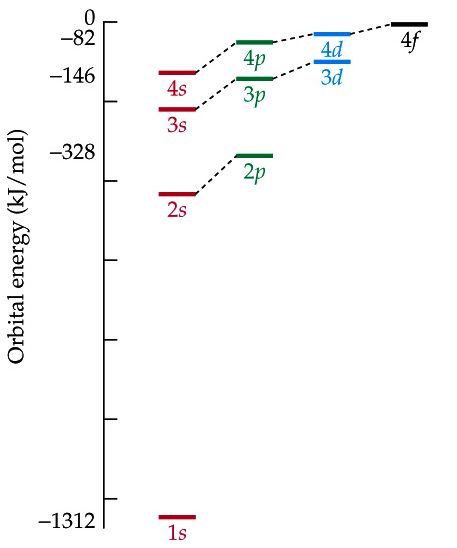 0
−82
−146
−328
−1312
Orbital energy (kJ/mol)
4s
4p
4d
4f
3s
3p
3d
2s
2p
1s